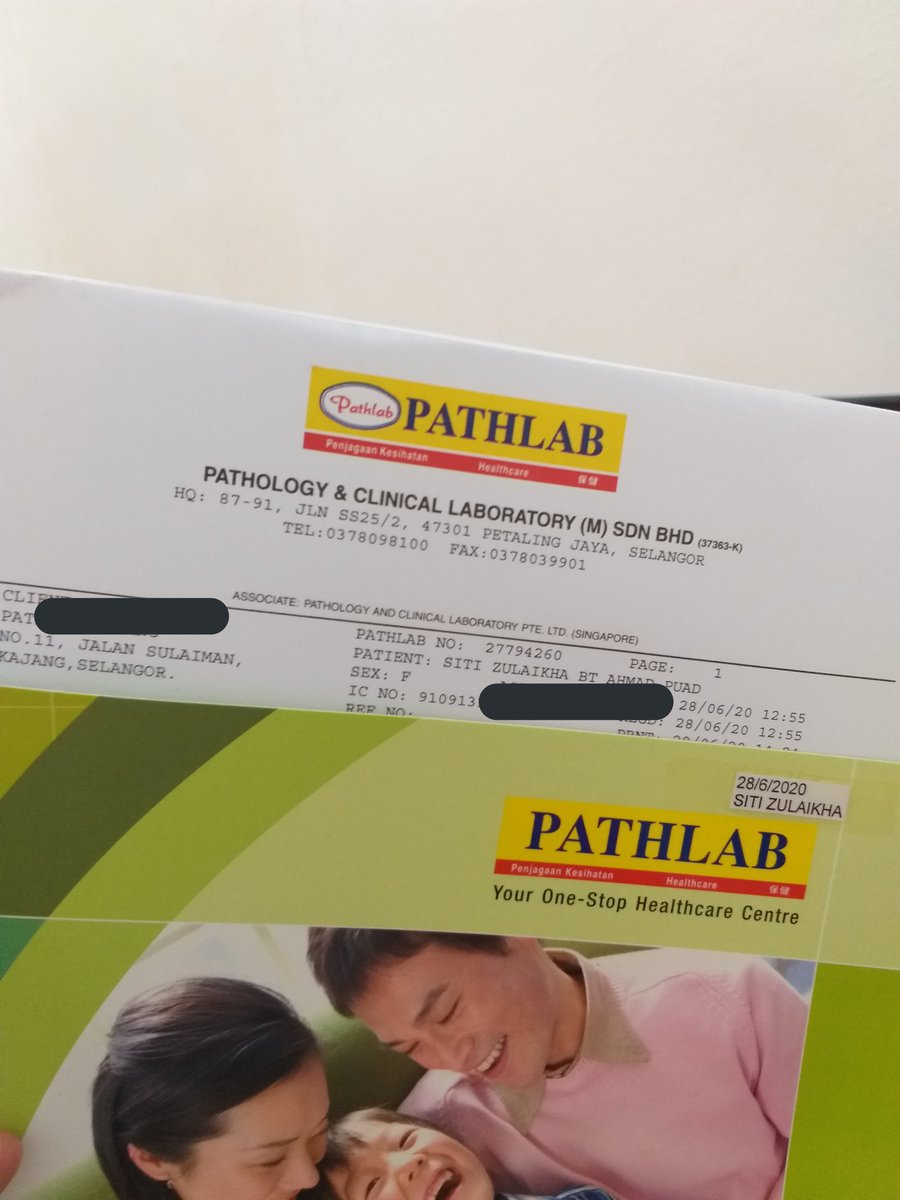 Pathlab PATHLAB
Penjagaan Kesihatan Healthcare 保健
PATHOLOGY & CLINICAL LABORATORY (M) SDN BHD (37363-K)
HQ: 87-91, JLN SS25/2, 47301 PETALING JAYA, SELANGOR
TEL:0378098100 FAX:0378039901
ASSOCIATE: PATHOLOGY AND CLINICAL LABORATORY PTE. LTD. (SINGAPORE)
NO.11, JALAN SULAIMAN,
KAJANG,SELANGOR.
PATHLAB NO: 27794260 PAGE: 1
PATIENT: SITI ZULAIKHA BT AHMAD PUAD
SEX: F 28/06/20 12:55
IC NO: 910913 28/06/20 12:55
REF NO:
28/6/2020
SITI ZULAIKHA
PATHLAB
Penjagaan Kesihatan Healthcare 保健
Your One-Stop Healthcare Centre